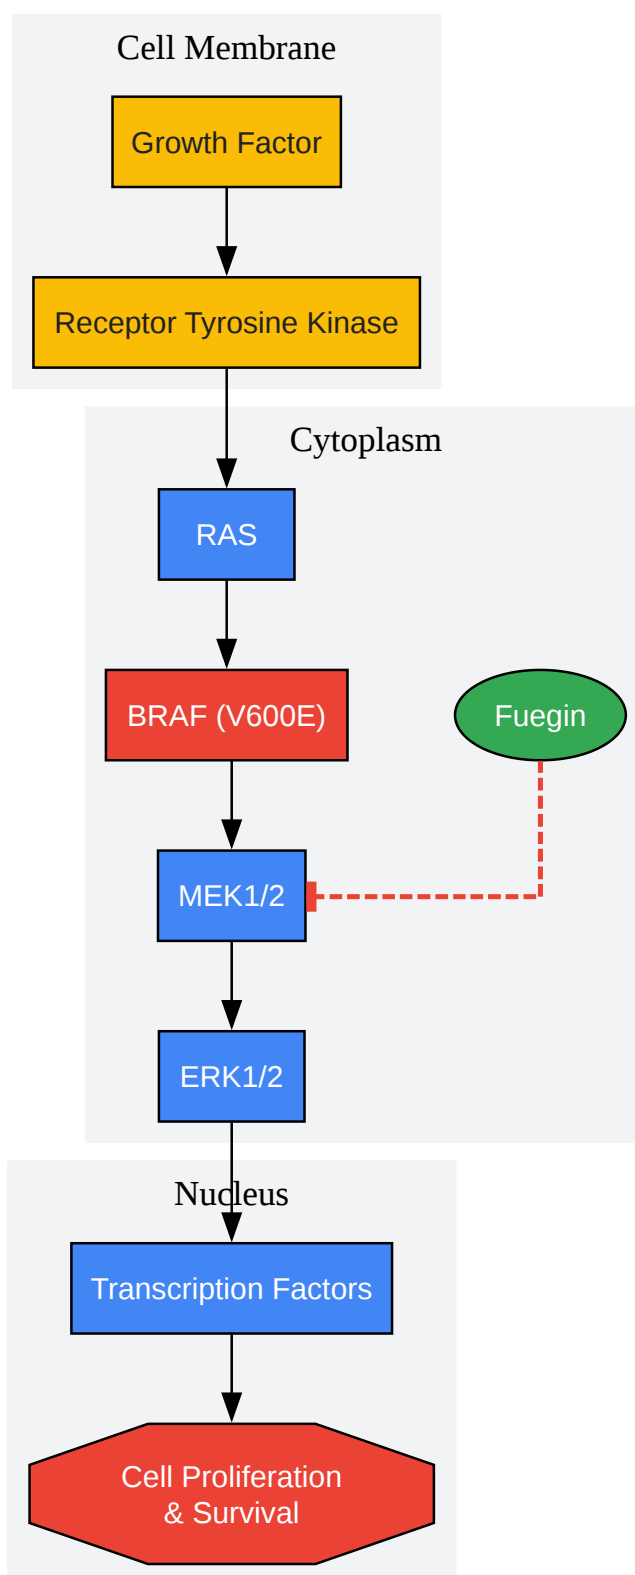 Cell Membrane
Growth Factor
Receptor Tyrosine Kinase
Cytoplasm
RAS
BRAF (V600E)
Fuegin
MEK1/2
ERK1/2
Nucleus
Transcription Factors
Cell Proliferation
& Survival